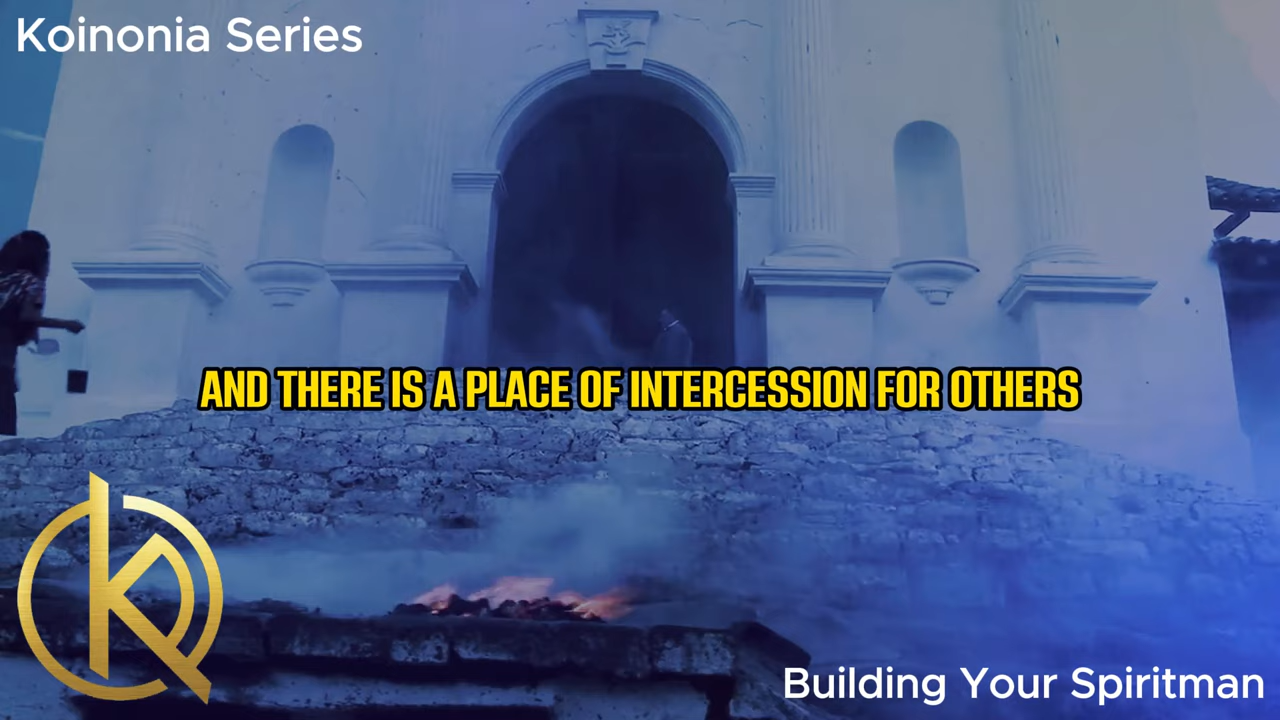 Koinonia Series
AND THERE IS A PLACE OF INTERCESSION FOR OTHERS
Building Your Spiritman